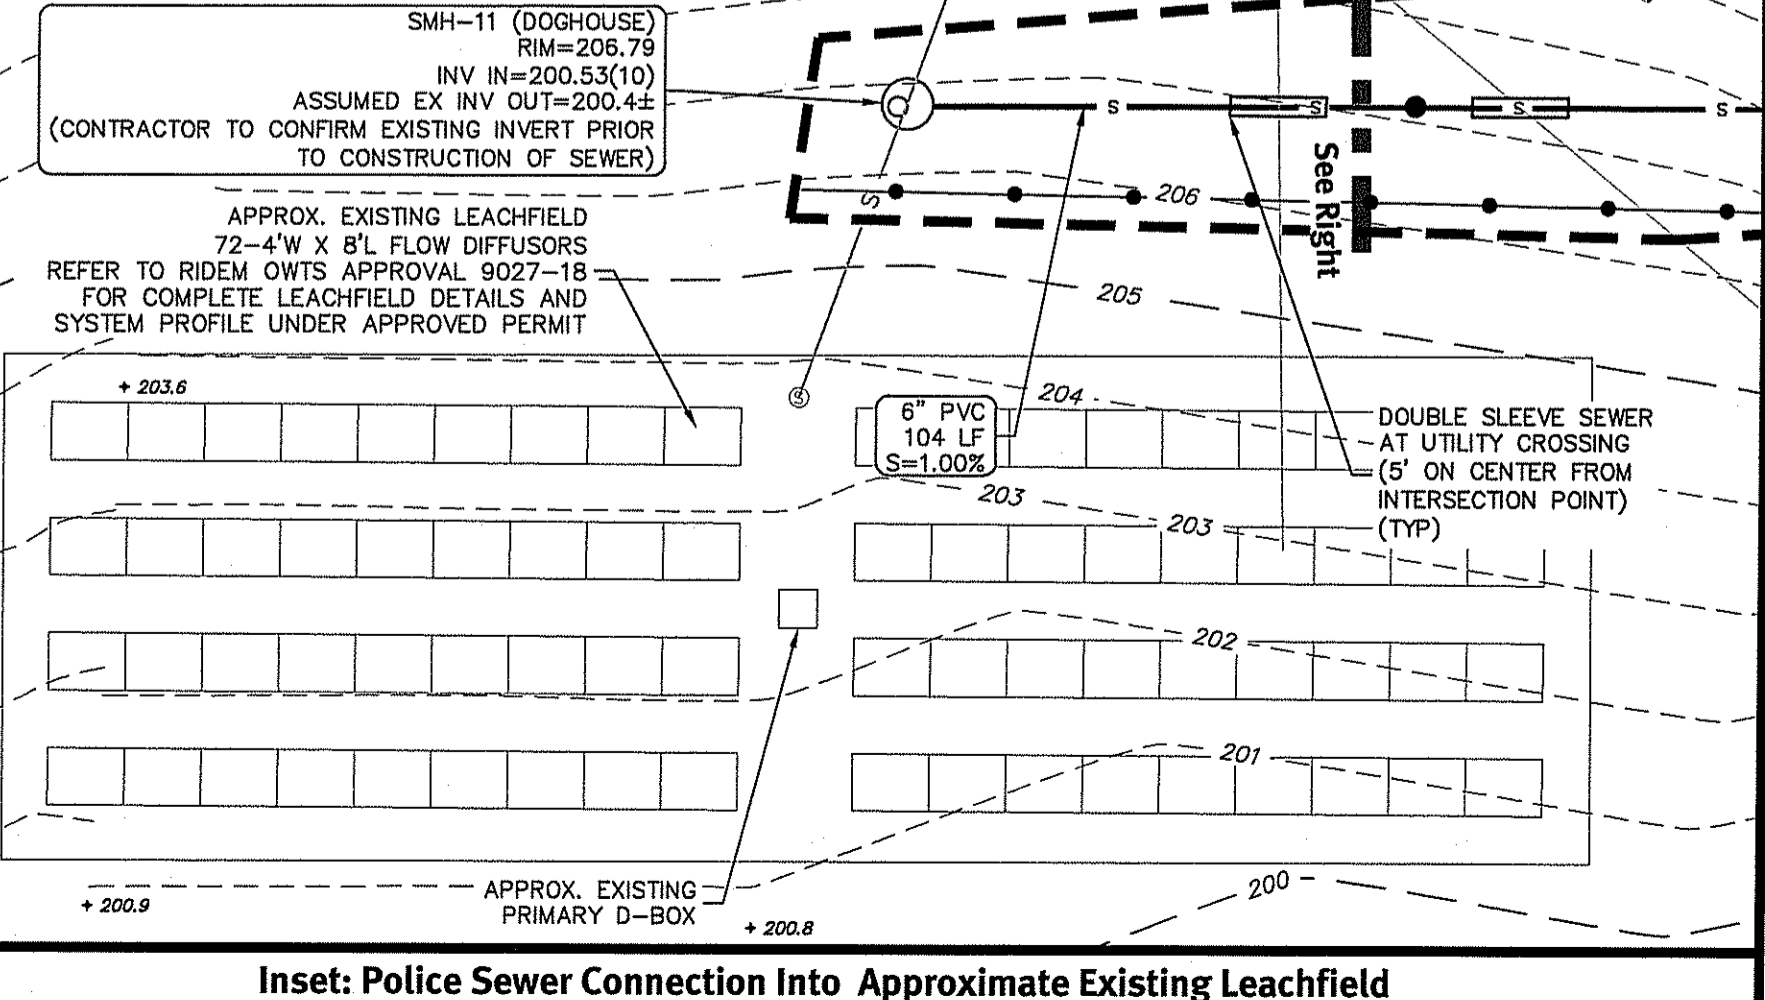 SMH-11 (DOGHOUSE)
RIM=206.79
INV IN=200.53(10)
ASSUMED EX INV OUT=200.4±
(CONTRACTOR TO CONFIRM EXISTING INVERT PRIOR
TO CONSTRUCTION OF SEWER)
S
S
S
S
S
206
See Right
APPROX. EXISTING LEACHFIELD
72-4'W X 8'L FLOW DIFFUSORS
REFER TO RIDEM OWTS APPROVAL 9027-18
FOR COMPLETE LEACHFIELD DETAILS AND
SYSTEM PROFILE UNDER APPROVED PERMIT
205
+ 203.6
S
204
6" PVC
104 LF
S=1.00%
DOUBLE SLEEVE SEWER
AT UTILITY CROSSING
(5' ON CENTER FROM
INTERSECTION POINT)
(TYP)
203
203
202
201
APPROX. EXISTING
PRIMARY D-BOX
200
+ 200.9
+ 200.8
Inset: Police Sewer Connection Into Approximate Existing Leachfield